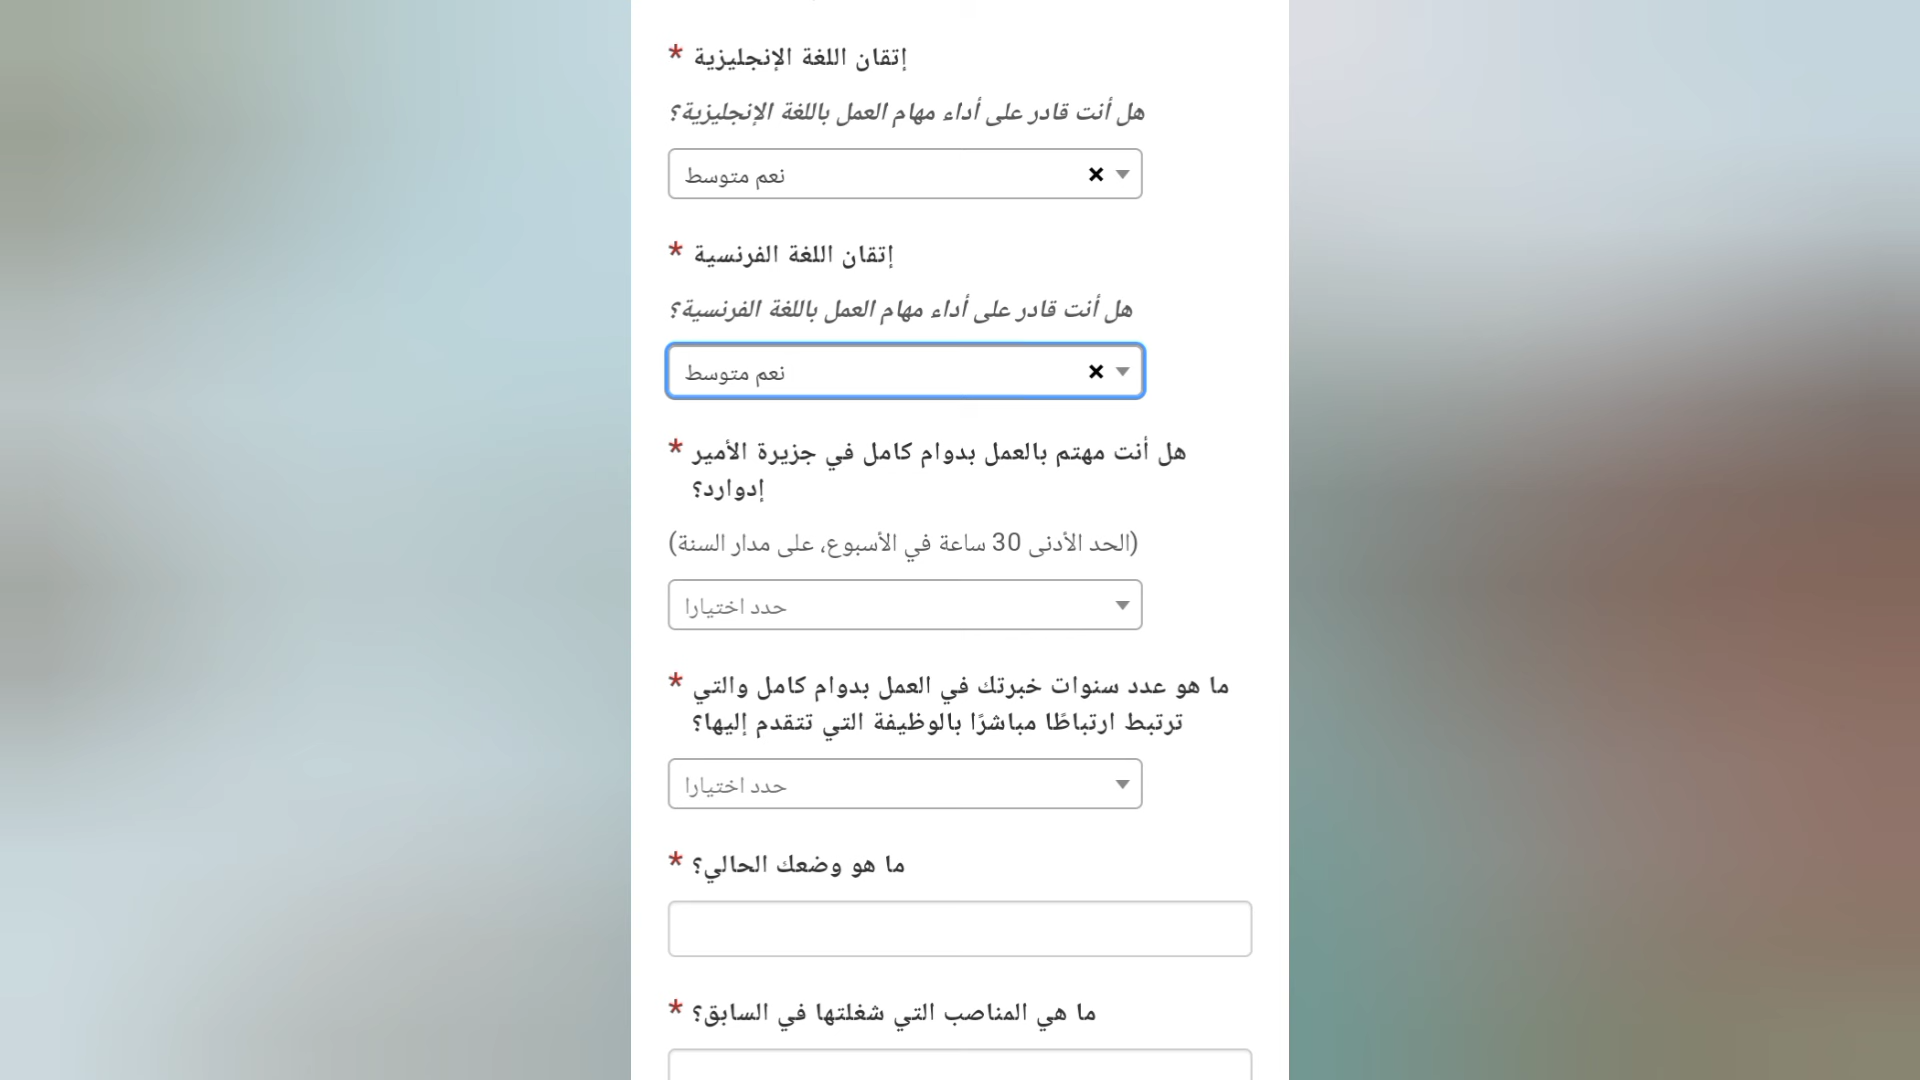 إتقان اللغة الإنجليزية *
هل أنت قادر على أداء مهام العمل باللغة الإنجليزية؟
نعم متوسط
إتقان اللغة الفرنسية *
هل أنت قادر على أداء مهام العمل باللغة الفرنسية؟
نعم متوسط
هل أنت مهتم بالعمل بدوام كامل في جزيرة الأمير *
إدوارد؟
(الحد الأدنى 30 ساعة في الأسبوع، على مدار السنة)
حدد اختيارا
ما هو عدد سنوات خبرتك في العمل بدوام كامل والتي *
ترتبط ارتباطًا مباشرًا بالوظيفة التي تتقدم إليها؟
حدد اختيارا
ما هو وضعك الحالي؟ *
ما هي المناصب التي شغلتها في السابق؟ *